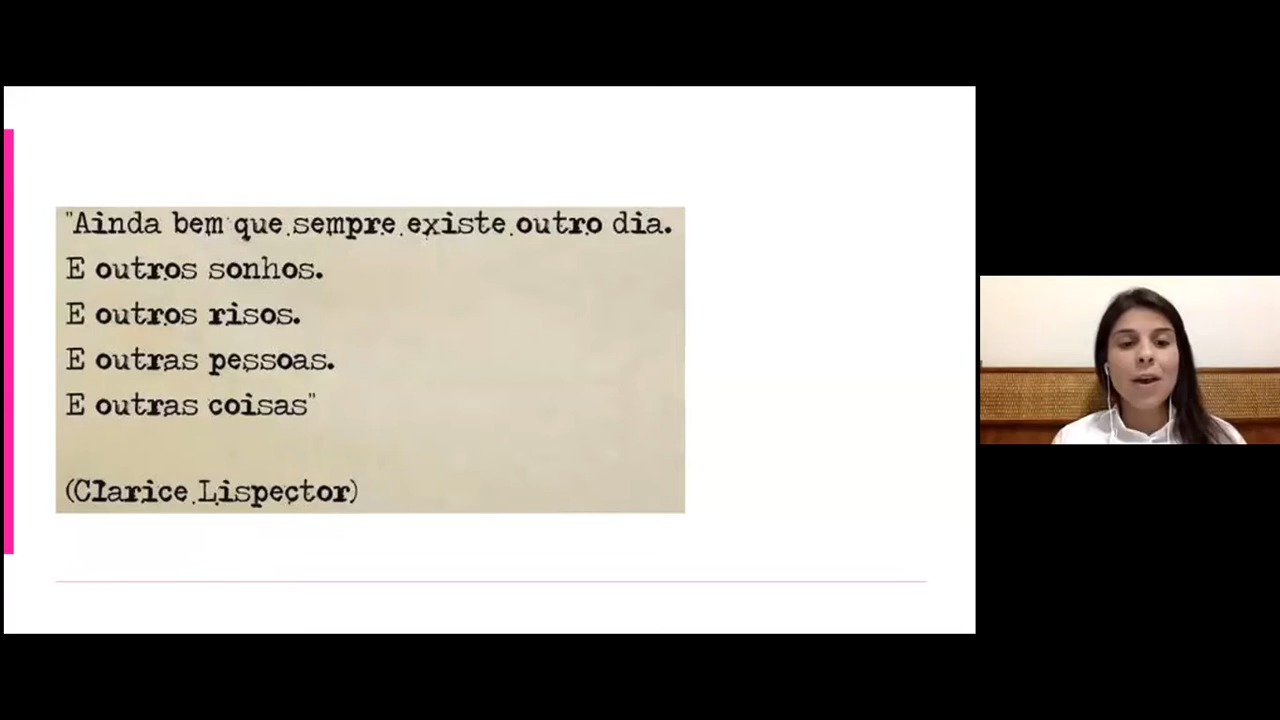 "Ainda bem que sempre existe outro dia.
E outros sonhos.
E outros risos.
E outras pessoas.
E outras coisas"
(Clarice Lispector)